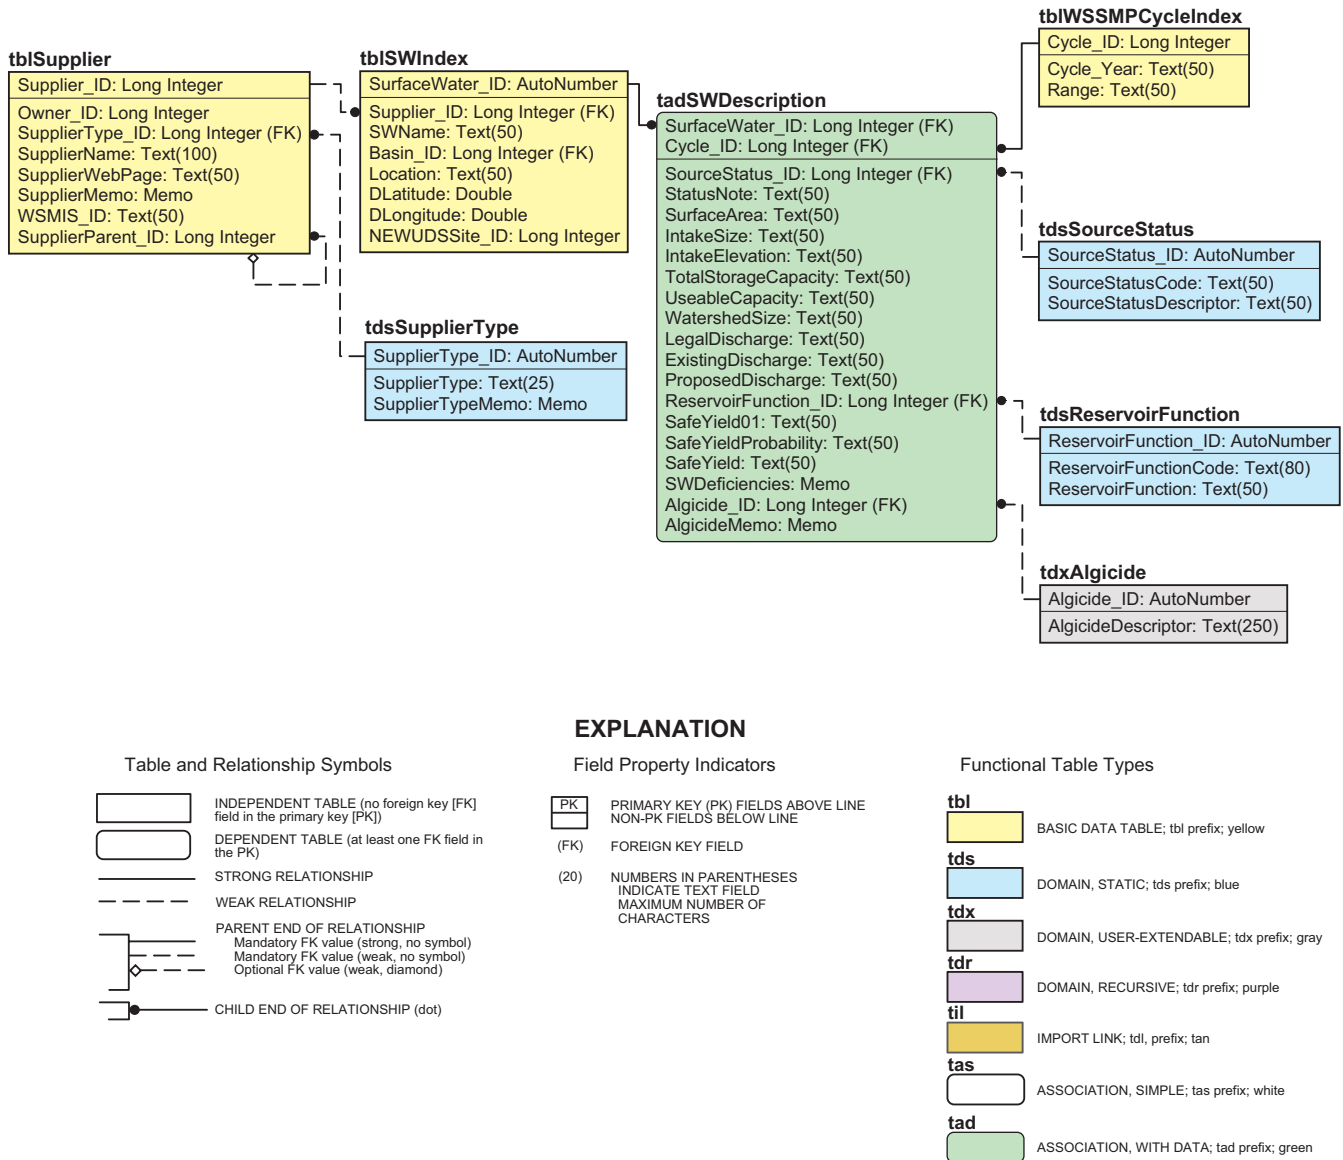 tblSupplier
Supplier_ID: Long Integer
Owner_ID: Long Integer
SupplierType_ID: Long Integer (FK)
SupplierName: Text(100)
SupplierWebPage: Text(50)
SupplierMemo: Memo
WSMIS_ID: Text(50)
SupplierParent_ID: Long Integer
tblSWIndex
SurfaceWater_ID: AutoNumber
Supplier_ID: Long Integer (FK)
SWName: Text(50)
Basin_ID: Long Integer (FK)
Location: Text(50)
DLatitude: Double
DLongitude: Double
NEWUDSSite_ID: Long Integer
tdsSupplierType
SupplierType_ID: AutoNumber
SupplierType: Text(25)
SupplierTypeMemo: Memo
tadSWDescription
SurfaceWater_ID: Long Integer (FK)
Cycle_ID: Long Integer (FK)
SourceStatus_ID: Long Integer (FK)
StatusNote: Text(50)
SurfaceArea: Text(50)
IntakeSize: Text(50)
IntakeElevation: Text(50)
TotalStorageCapacity: Text(50)
UseableCapacity: Text(50)
WatershedSize: Text(50)
LegalDischarge: Text(50)
ExistingDischarge: Text(50)
ProposedDischarge: Text(50)
ReservoirFunction_ID: Long Integer (FK)
SafeYield01: Text(50)
SafeYieldProbability: Text(50)
SafeYield: Text(50)
SWDeficiencies: Memo
Algicide_ID: Long Integer (FK)
AlgicideMemo: Memo
tblWSSMPCycleIndex
Cycle_ID: Long Integer
Cycle_Year: Text(50)
Range: Text(50)
tdsSourceStatus
SourceStatus_ID: AutoNumber
SourceStatusCode: Text(50)
SourceStatusDescriptor: Text(50)
tdsReservoirFunction
ReservoirFunction_ID: AutoNumber
ReservoirFunctionCode: Text(80)
ReservoirFunction: Text(50)
tdxAlgicide
Algicide_ID: AutoNumber
AlgicideDescriptor: Text(250)
EXPLANATION
Table and Relationship Symbols
INDEPENDENT TABLE (no foreign key [FK]
field in the primary key [PK])
DEPENDENT TABLE (at least one FK field in
the PK)
STRONG RELATIONSHIP
WEAK RELATIONSHIP
PARENT END OF RELATIONSHIP
Mandatory FK value (strong, no symbol)
Mandatory FK value (weak, no symbol)
Optional FK value (weak, diamond)
CHILD END OF RELATIONSHIP (dot)
Field Property Indicators
PK
PRIMARY KEY (PK) FIELDS ABOVE LINE
NON-PK FIELDS BELOW LINE
(FK) FOREIGN KEY FIELD
(20) NUMBERS IN PARENTHESES
INDICATE TEXT FIELD
MAXIMUM NUMBER OF
CHARACTERS
Functional Table Types
tbl
BASIC DATA TABLE; tbl prefix; yellow
tds
DOMAIN, STATIC; tds prefix; blue
tdx
DOMAIN, USER-EXTENDABLE; tdx prefix; gray
tdr
DOMAIN, RECURSIVE; tdr prefix; purple
til
IMPORT LINK; tdl, prefix; tan
tas
ASSOCIATION, SIMPLE; tas prefix; white
tad
ASSOCIATION, WITH DATA; tad prefix; green